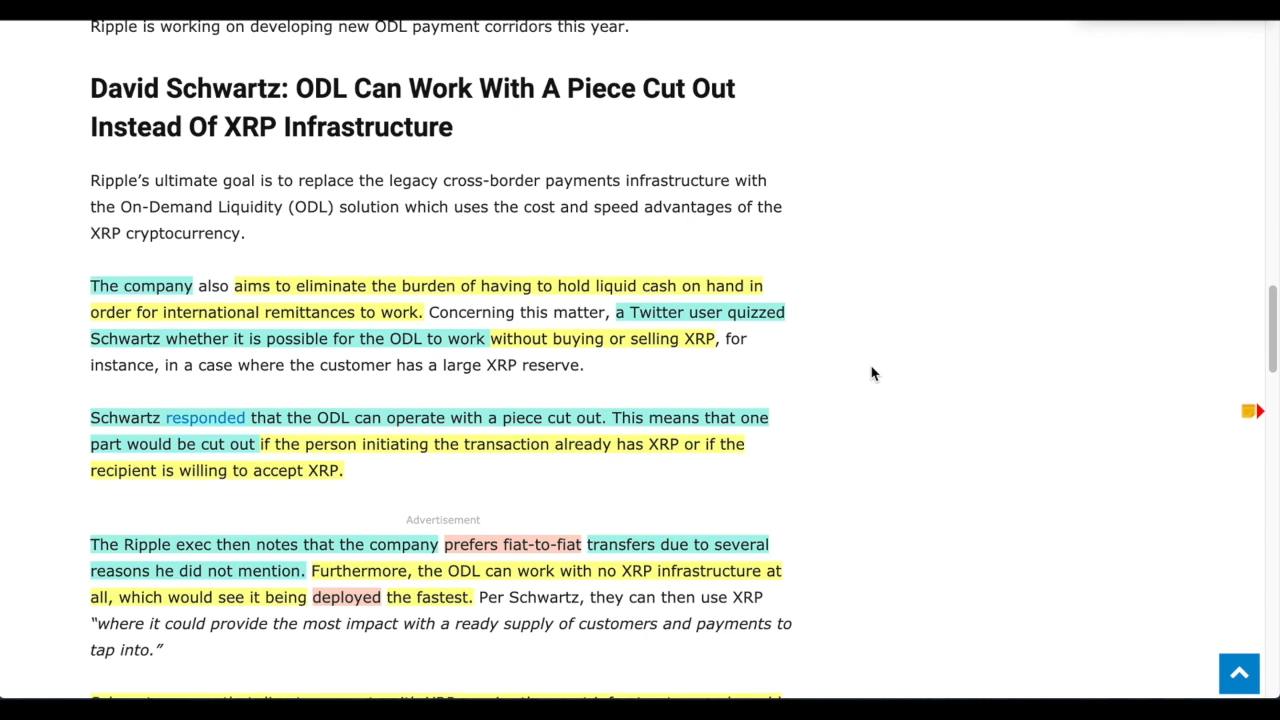 Ripple is working on developing new ODL payment corridors this year.
David Schwartz: ODL Can Work With A Piece Cut Out
Instead Of XRP Infrastructure
Ripple’s ultimate goal is to replace the legacy cross-border payments infrastructure with
the On-Demand Liquidity (ODL) solution which uses the cost and speed advantages of the
XRP cryptocurrency.
The company also aims to eliminate the burden of having to hold liquid cash on hand in
order for international remittances to work. Concerning this matter, a Twitter user quizzed
Schwartz whether it is possible for the ODL to work without buying or selling XRP, for
instance, in a case where the customer has a large XRP reserve.
Schwartz responded that the ODL can operate with a piece cut out. This means that one
part would be cut out if the person initiating the transaction already has XRP or if the
recipient is willing to accept XRP.
Advertisement
The Ripple exec then notes that the company prefers fiat-to-fiat transfers due to several
reasons he did not mention. Furthermore, the ODL can work with no XRP infrastructure at
all, which would see it being deployed the fastest. Per Schwartz, they can then use XRP
“where it could provide the most impact with a ready supply of customers and payments to
tap into.”